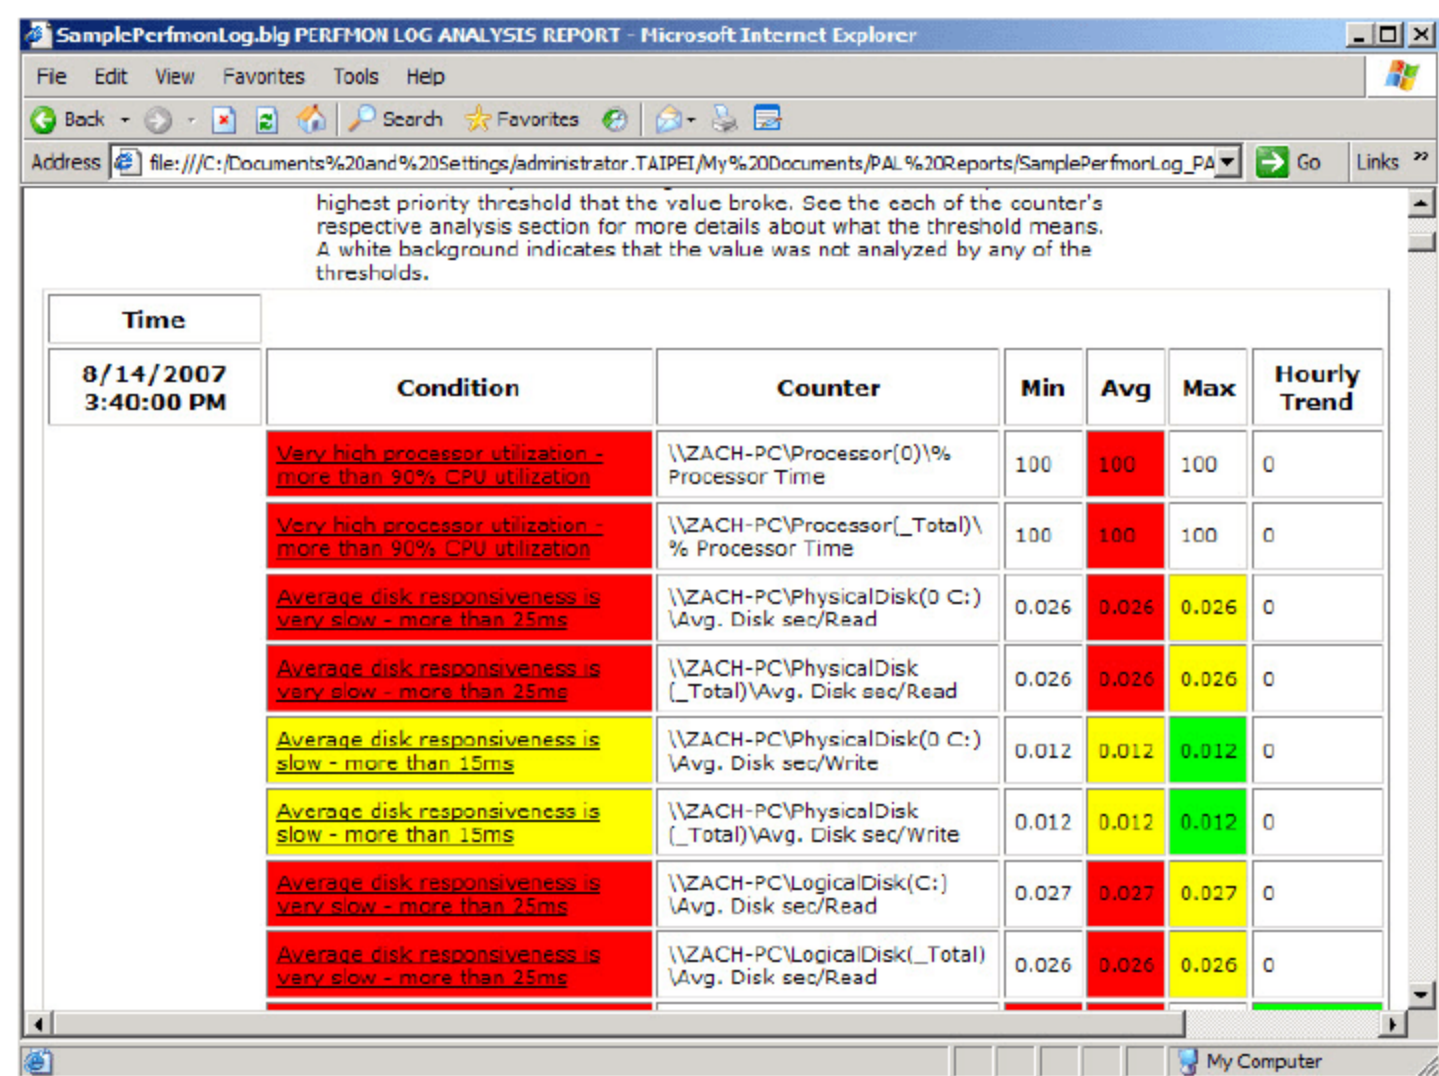 SamplePerfmonLog.blg PERFMON LOG ANALYSIS REPORT - Microsoft Internet Explorer
File Edit View Favorites Tools Help
Back Search Favorites
Address file:///C:/Documents%20and%20Settings/administrator.TAIPEI/My%20Documents/PAL%20Reports/SamplePerfmonLog_PA Go Links »
highest priority threshold that the value broke. See the each of the counter's
respective analysis section for more details about what the threshold means.
A white background indicates that the value was not analyzed by any of the
thresholds.
Time
8/14/2007
3:40:00 PM
Condition Counter Min Avg Max Hourly
Trend
Very high processor utilization -
more than 90% CPU utilization
\\ZACH-PC\Processor(0)\%
Processor Time
100 100 100 0
Very high processor utilization -
more than 90% CPU utilization
\\ZACH-PC\Processor(_Total)\
% Processor Time
100 100 100 0
Average disk responsiveness is
very slow - more than 25ms
\\ZACH-PC\PhysicalDisk(0 C:)
\Avg. Disk sec/Read
0.026 0.026 0.026 0
Average disk responsiveness is
very slow - more than 25ms
\\ZACH-PC\PhysicalDisk
(_Total)\Avg. Disk sec/Read
0.026 0.026 0.026 0
Average disk responsiveness is
slow - more than 15ms
\\ZACH-PC\PhysicalDisk(0 C:)
\Avg. Disk sec/Write
0.012 0.012 0.012 0
Average disk responsiveness is
slow - more than 15ms
\\ZACH-PC\PhysicalDisk
(_Total)\Avg. Disk sec/Write
0.012 0.012 0.012 0
Average disk responsiveness is
very slow - more than 25ms
\\ZACH-PC\LogicalDisk(C:)
\Avg. Disk sec/Read
0.027 0.027 0.027 0
Average disk responsiveness is
very slow - more than 25ms
\\ZACH-PC\LogicalDisk(_Total)
\Avg. Disk sec/Read
0.026 0.026 0.026 0
My Computer